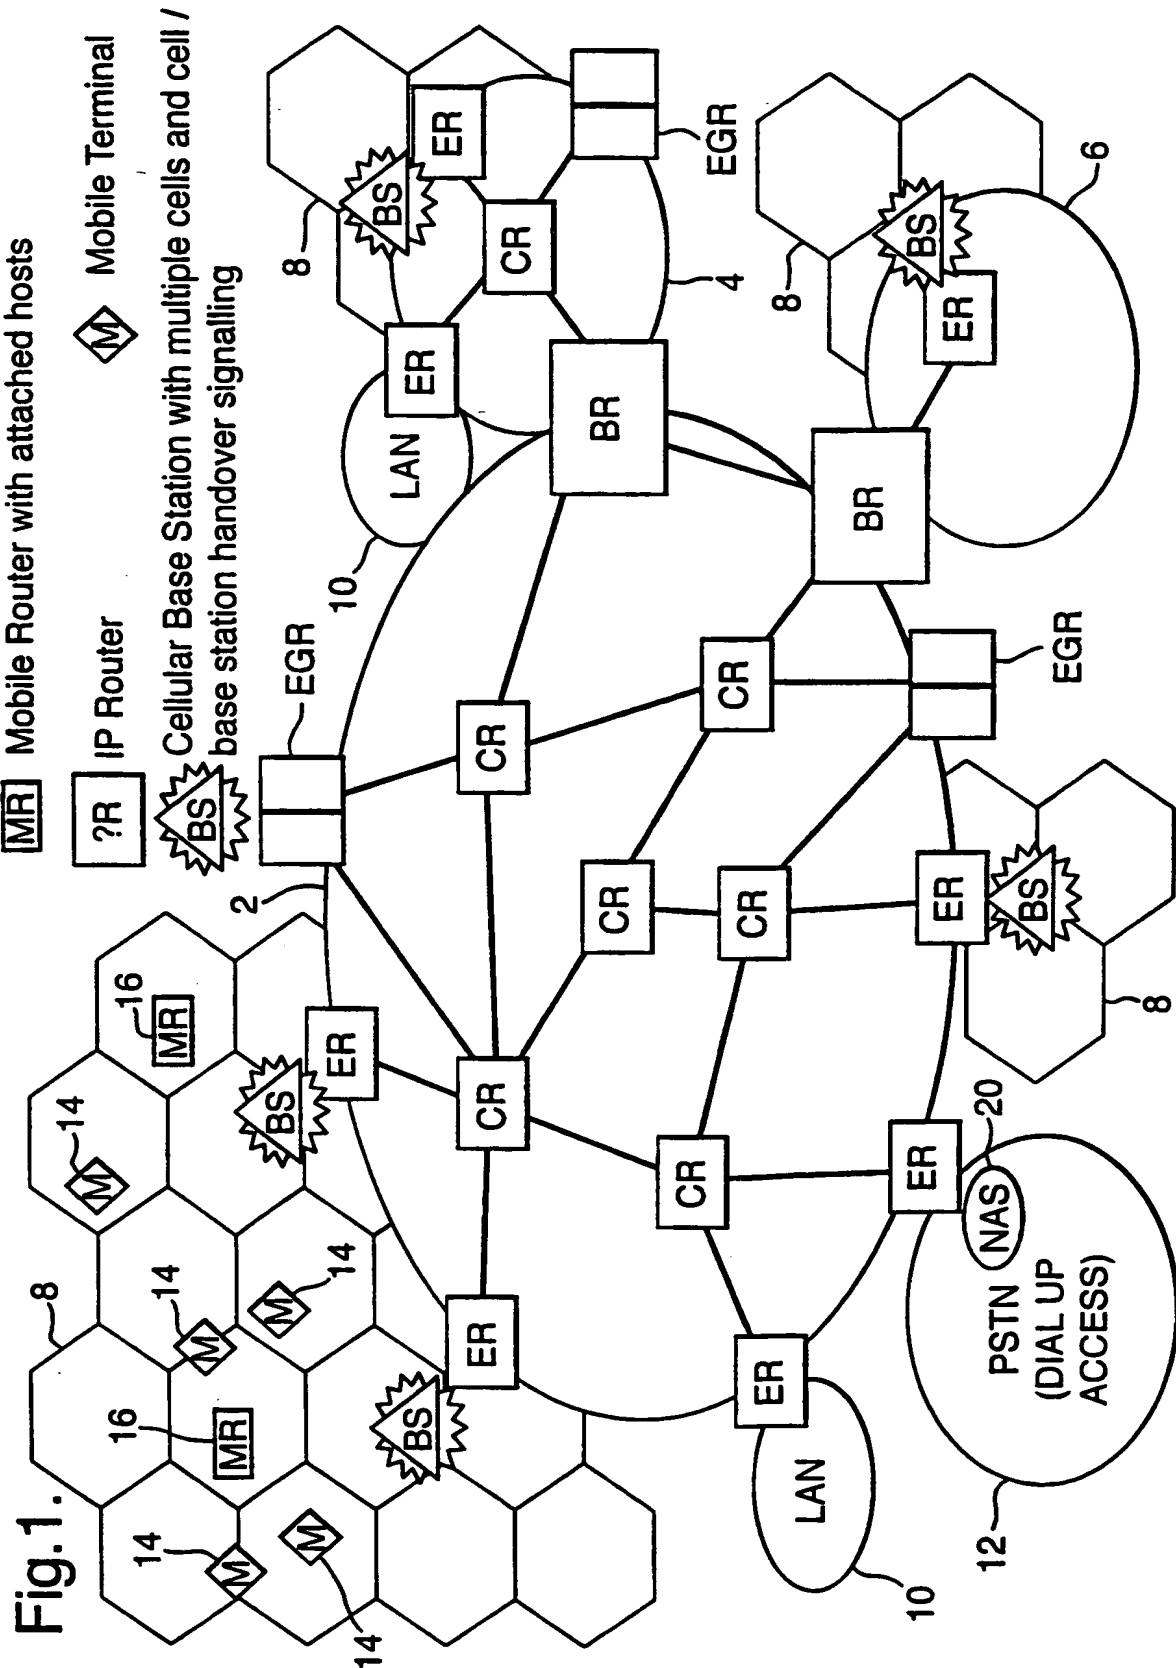 Fig.1.
MR Mobile Router with attached hosts
?R IP Router
M Mobile Terminal
BS Cellular Base Station with multiple cells and cell /
base station handover signalling
8
14
M
16
MR
14
M
16
MR
14
M
14
M
14
M
2
BS
ER
BS
ER
EGR
10
LAN
8
BS
ER
ER
CR
EGR
4
BR
CR
CR
CR
CR
CR
CR
BR
8
BS
ER
6
EGR
ER
LAN
10
ER
NAS
20
PSTN
(DIAL UP
ACCESS)
12
ER
BS
8